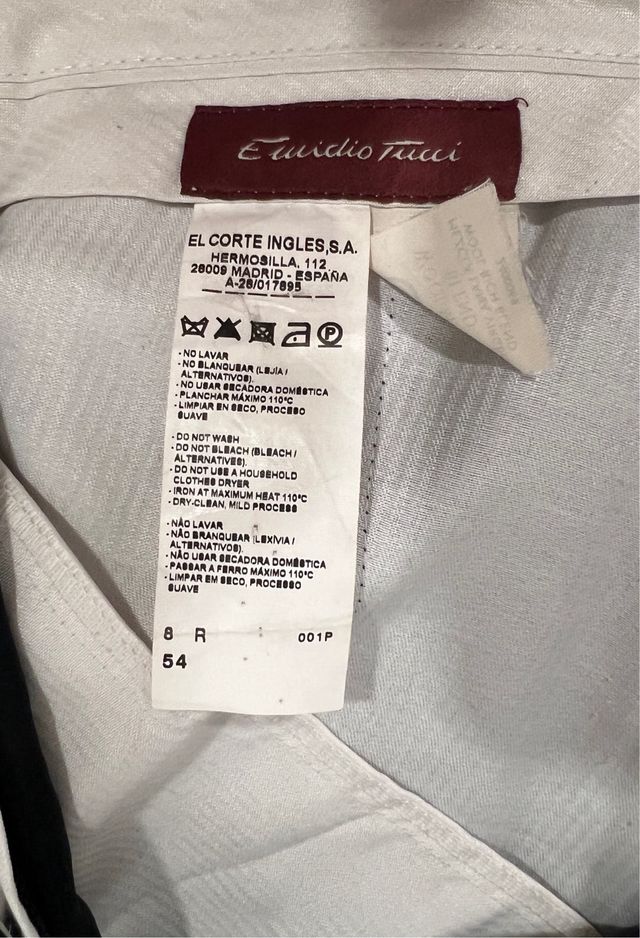 Emidio Tucci
EL CORTE INGLES,S.A.
HERMOSILLA, 112
28009 MADRID - ESPAÑA
A-28/017895
P
- NO LAVAR
- NO BLANQUEAR (LEJIA /
ALTERNATIVOS).
- NO USAR SECADORA DOMÉSTICA
- PLANCHAR MÁXIMO 110°C
- LIMPIAR EN SECO, PROCESO
SUAVE
- DO NOT WASH
- DO NOT BLEACH (BLEACH /
ALTERNATIVES).
- DO NOT USE A HOUSEHOLD
CLOTHES DRYER
- IRON AT MAXIMUM HEAT 110°C
- DRY-CLEAN, MILD PROCESS
- NÃO LAVAR
- NÃO BRANQUEAR (LEXÍVIA /
ALTERNATIVOS).
- NÃO USAR SECADORA DOMÉSTICA
- PASSAR A FERRO MÁXIMO 110°C
- LIMPAR EM SECO, PROCESSO
SUAVE
8 R 001P
54